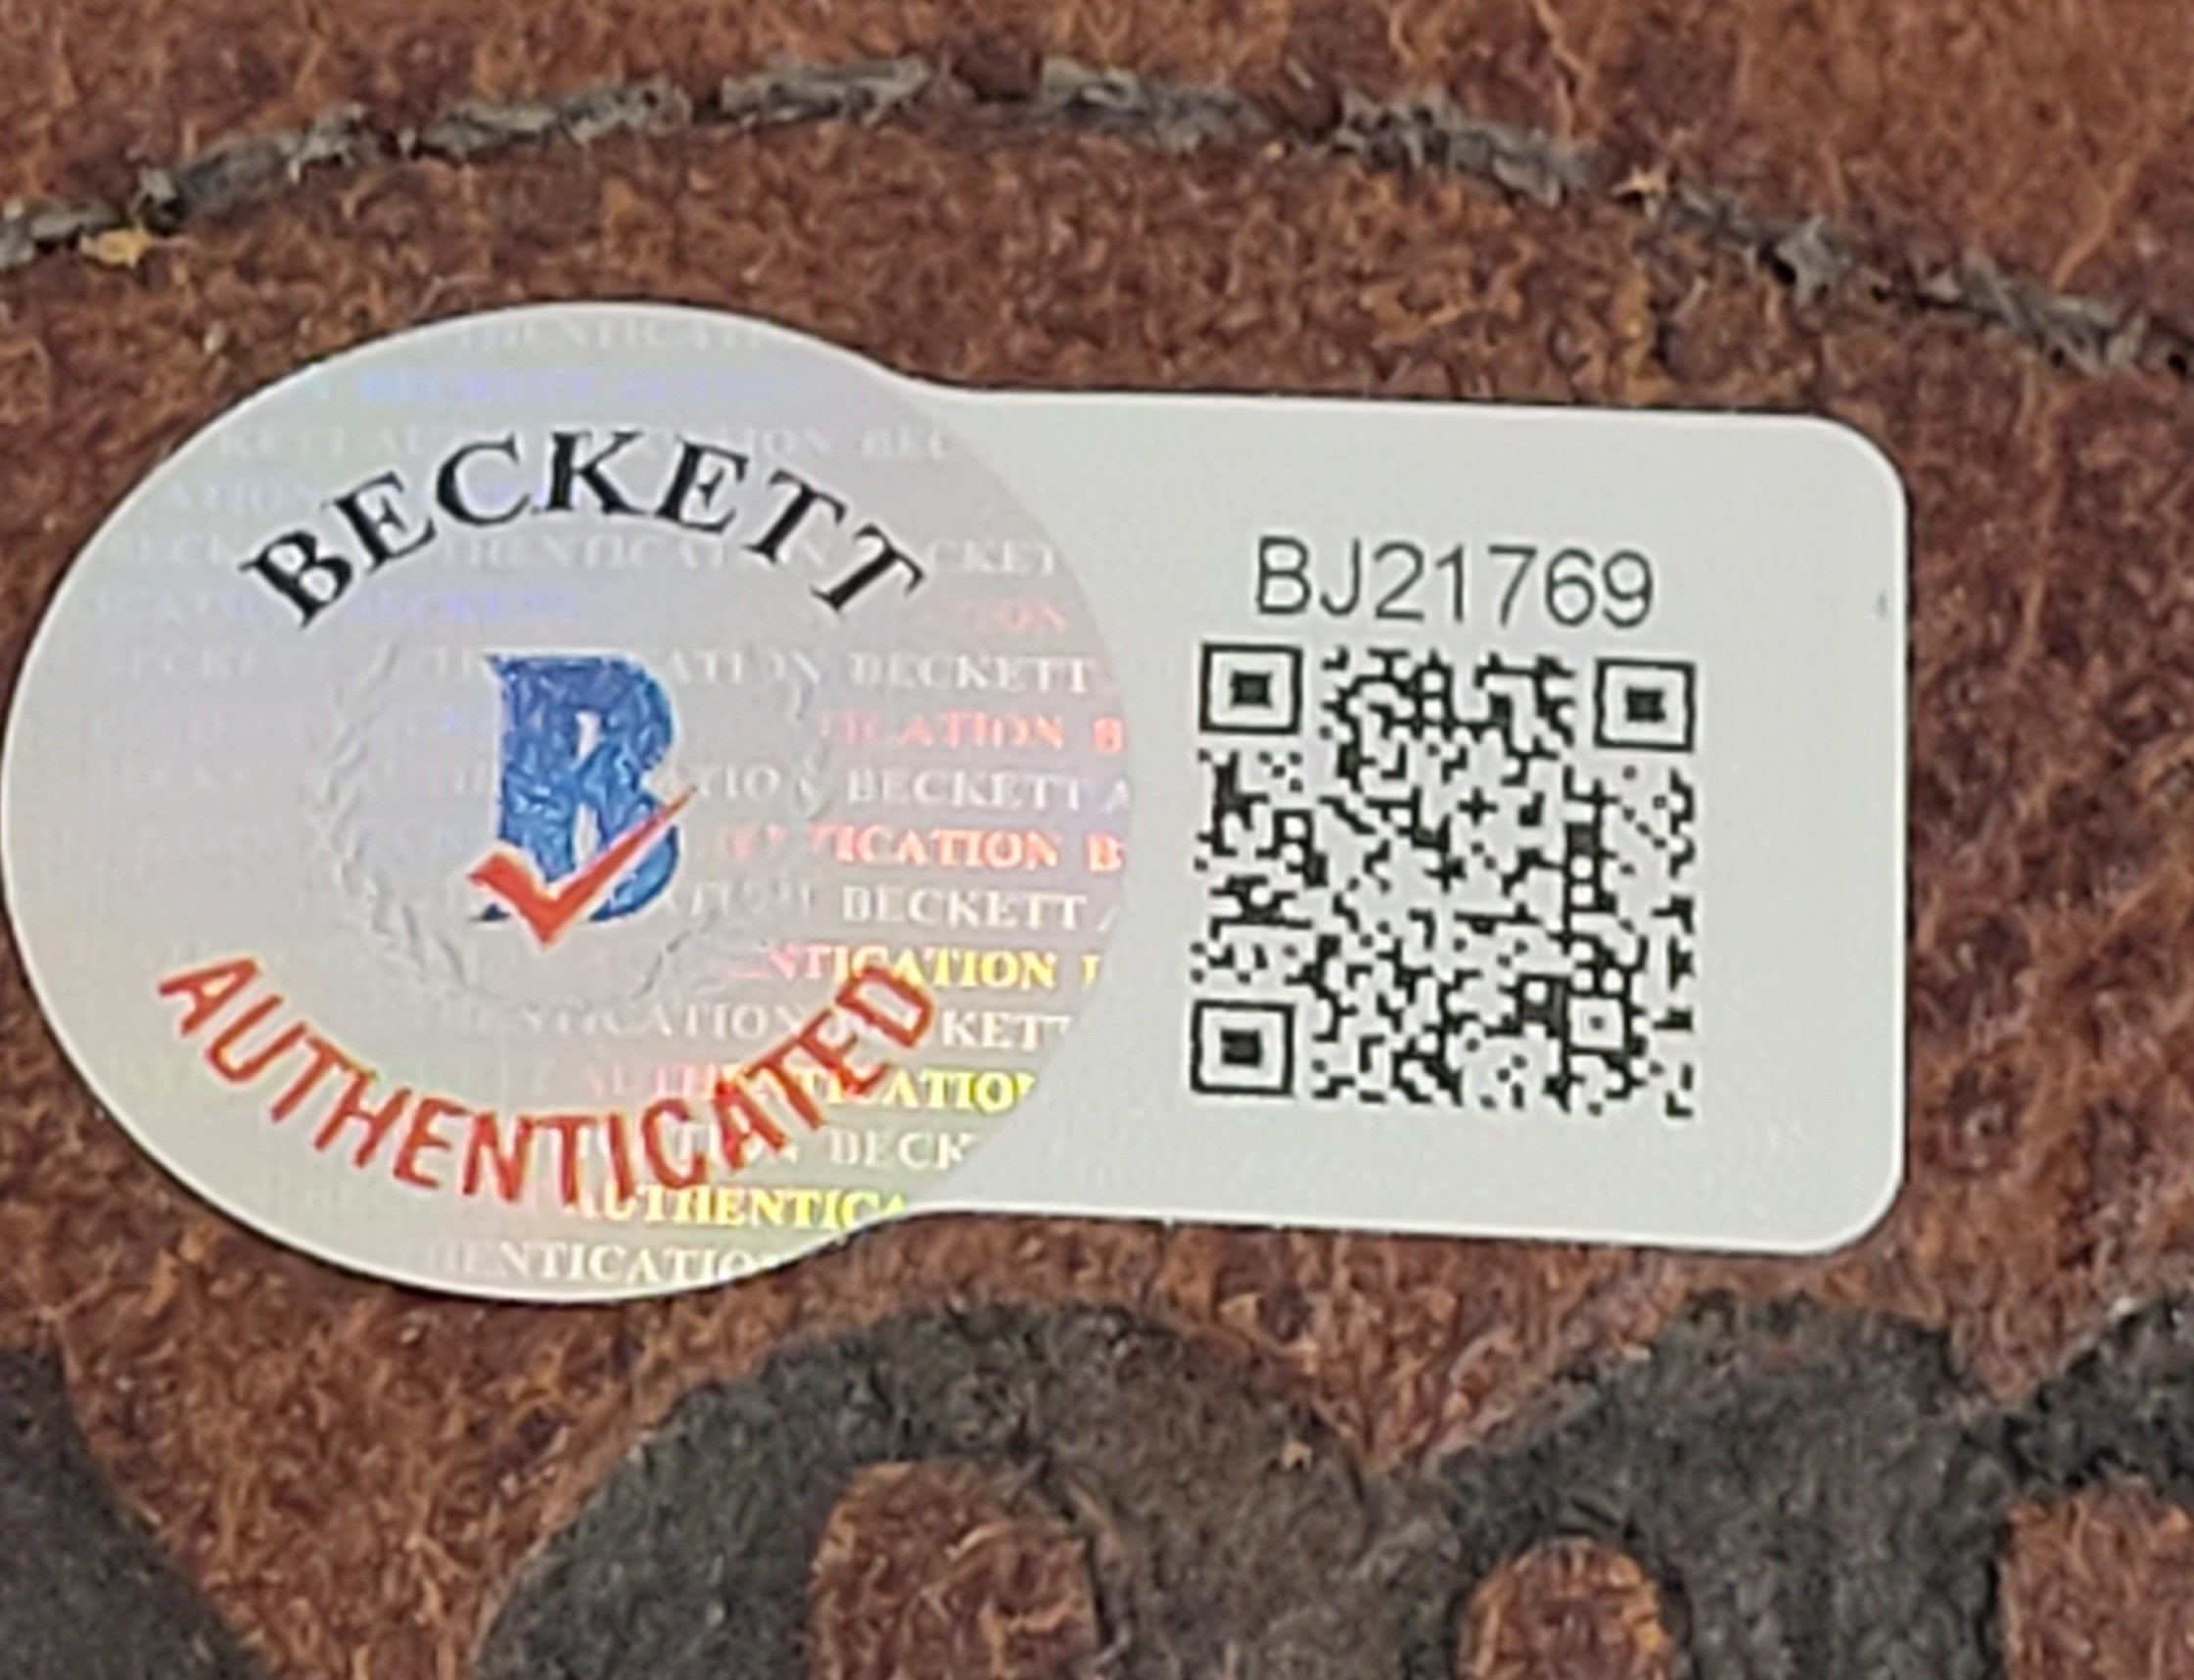 BECKETT
B
AUTHENTICATED
BJ21769